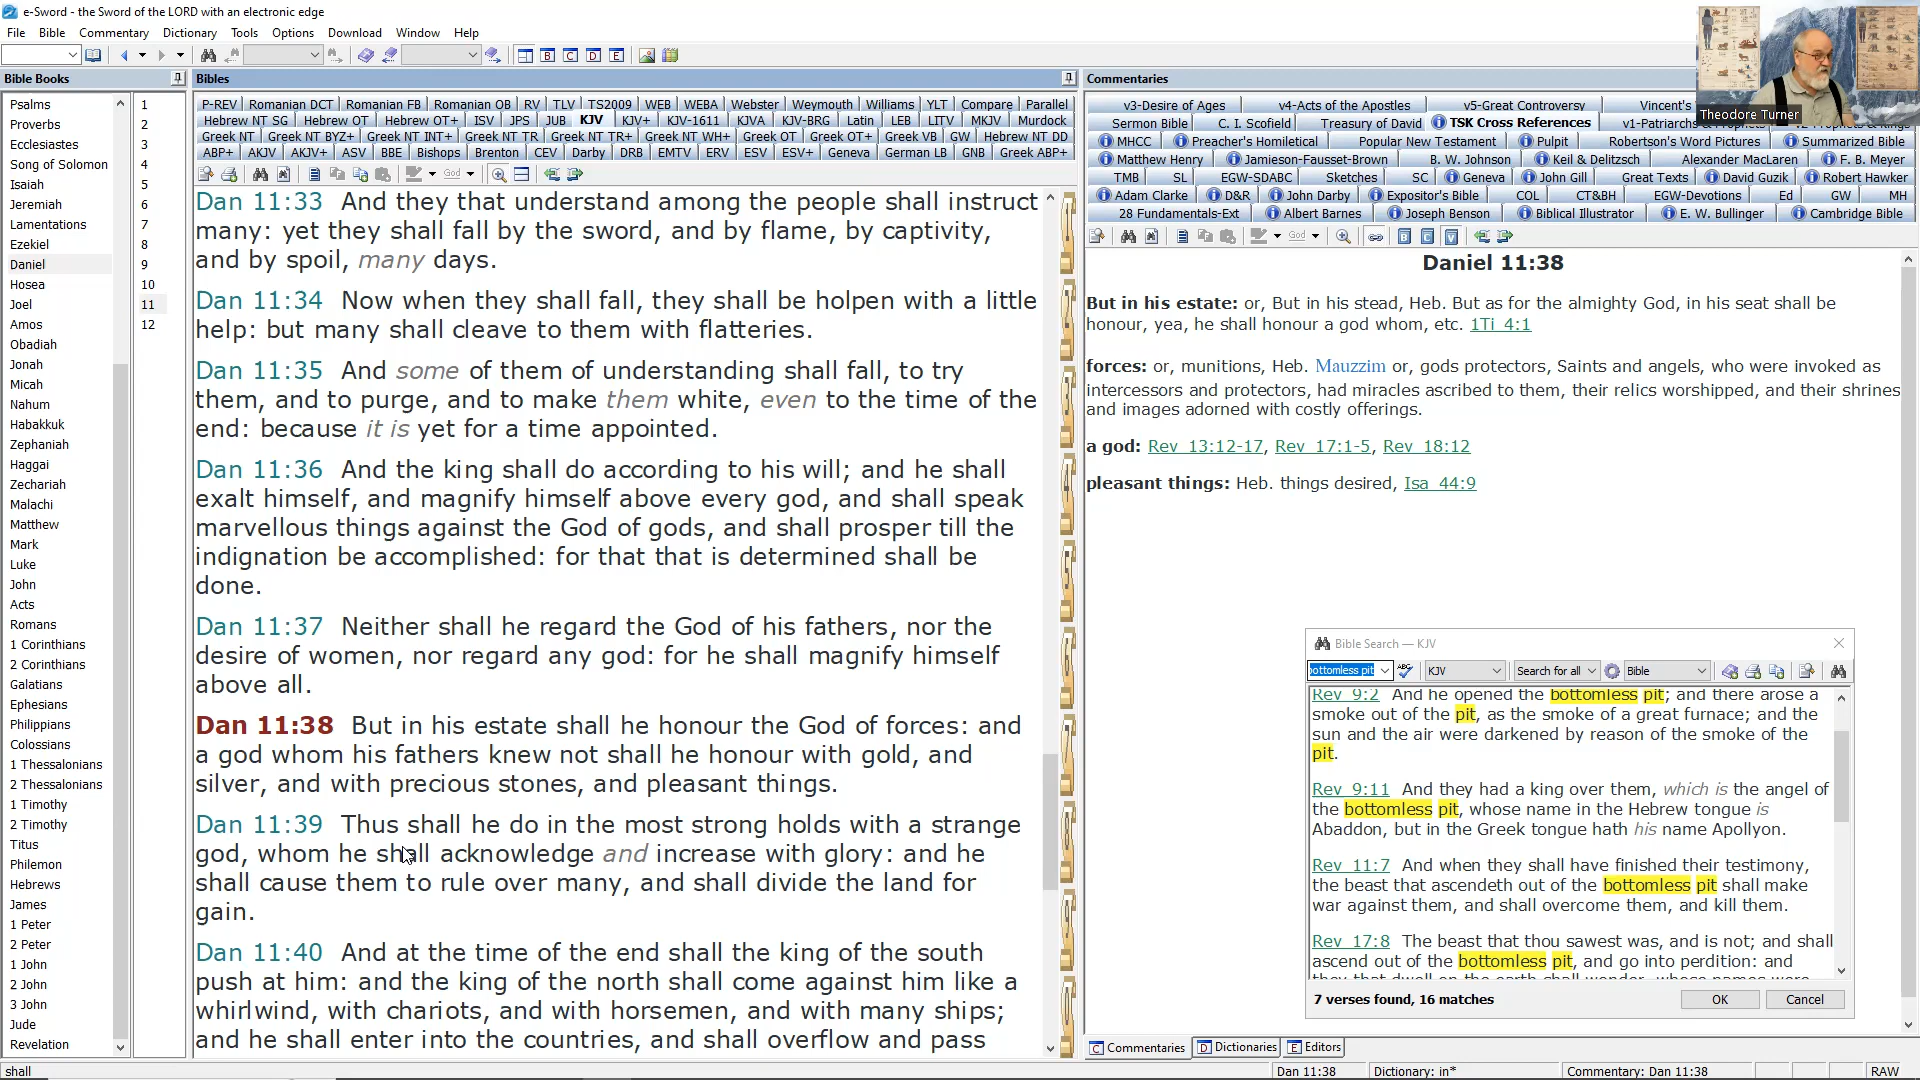 e-Sword - the Sword of the LORD with an electronic edge
File Bible Commentary Dictionary Tools Options Download Window Help
Bible Books
Psalms
Proverbs
Ecclesiastes
Song of Solomon
Isaiah
Jeremiah
Lamentations
Ezekiel
Daniel
Hosea
Joel
Amos
Obadiah
Jonah
Micah
Nahum
Habakkuk
Zephaniah
Haggai
Zechariah
Malachi
Matthew
Mark
Luke
John
Acts
Romans
1 Corinthians
2 Corinthians
Galatians
Ephesians
Philippians
Colossians
1 Thessalonians
2 Thessalonians
1 Timothy
2 Timothy
Titus
Philemon
Hebrews
James
1 Peter
2 Peter
1 John
2 John
3 John
Jude
Revelation
1
2
3
4
5
6
7
8
9
10
11
12
Bibles
P-REV Romanian DCT Romanian FB Romanian OB RV TLV TS2009 WEB WEBA Webster Weymouth Williams YLT Compare Parallel
Hebrew NT SG Hebrew OT Hebrew OT+ ISV JPS JUB KJV KJV+ KJV-1611 KJVA KJV-BRG Latin LEB LITV MKJV Murdock
Greek NT Greek NT BYZ+ Greek NT INT+ Greek NT TR Greek NT TR+ Greek NT WH+ Greek OT Greek OT+ Greek VB GW Hebrew NT DD
ABP+ AKJV AKJV+ ASV BBE Bishops Brenton CEV Darby DRB EMTV ERV ESV ESV+ Geneva German LB GNB Greek ABP+
God
Dan 11:33 And they that understand among the people shall instruct
many: yet they shall fall by the sword, and by flame, by captivity,
and by spoil, many days.
Dan 11:34 Now when they shall fall, they shall be holpen with a little
help: but many shall cleave to them with flatteries.
Dan 11:35 And some of them of understanding shall fall, to try
them, and to purge, and to make them white, even to the time of the
end: because it is yet for a time appointed.
Dan 11:36 And the king shall do according to his will; and he shall
exalt himself, and magnify himself above every god, and shall speak
marvellous things against the God of gods, and shall prosper till the
indignation be accomplished: for that that is determined shall be
done.
Dan 11:37 Neither shall he regard the God of his fathers, nor the
desire of women, nor regard any god: for he shall magnify himself
above all.
Dan 11:38 But in his estate shall he honour the God of forces: and
a god whom his fathers knew not shall he honour with gold, and
silver, and with precious stones, and pleasant things.
Dan 11:39 Thus shall he do in the most strong holds with a strange
god, whom he shall acknowledge and increase with glory: and he
shall cause them to rule over many, and shall divide the land for
gain.
Dan 11:40 And at the time of the end shall the king of the south
push at him: and the king of the north shall come against him like a
whirlwind, with chariots, and with horsemen, and with many ships;
and he shall enter into the countries, and shall overflow and pass
Commentaries
v3-Desire of Ages v4-Acts of the Apostles v5-Great Controversy Vincent's
Sermon Bible C. I. Scofield Treasury of David TSK Cross References v1-Patriarchs
MHCC Preacher's Homiletical Popular New Testament Pulpit Robertson's Word Pictures Summarized Bible
Matthew Henry Jamieson-Fausset-Brown B. W. Johnson Keil & Delitzsch Alexander MacLaren F. B. Meyer
TMB SL EGW-SDABC Sketches SC Geneva John Gill Great Texts David Guzik Robert Hawker
Adam Clarke D&R John Darby Expositor's Bible COL CT&BH EGW-Devotions Ed GW MH
28 Fundamentals-Ext Albert Barnes Joseph Benson Biblical Illustrator E. W. Bullinger Cambridge Bible
God
Daniel 11:38
But in his estate: or, But in his stead, Heb. But as for the almighty God, in his seat shall be
honour, yea, he shall honour a god whom, etc. 1Ti_4:1
forces: or, munitions, Heb. Mauzzim or, gods protectors, Saints and angels, who were invoked as
intercessors and protectors, had miracles ascribed to them, their relics worshipped, and their shrines
and images adorned with costly offerings.
a god: Rev_13:12-17, Rev_17:1-5, Rev_18:12
pleasant things: Heb. things desired, Isa_44:9
Bible Search — KJV
bottomless pit KJV Search for all Bible
Rev_9:2 And he opened the bottomless pit; and there arose a
smoke out of the pit, as the smoke of a great furnace; and the
sun and the air were darkened by reason of the smoke of the
pit.
Rev_9:11 And they had a king over them, which is the angel of
the bottomless pit, whose name in the Hebrew tongue is
Abaddon, but in the Greek tongue hath his name Apollyon.
Rev_11:7 And when they shall have finished their testimony,
the beast that ascendeth out of the bottomless pit shall make
war against them, and shall overcome them, and kill them.
Rev_17:8 The beast that thou sawest was, and is not; and shall
ascend out of the bottomless pit, and go into perdition: and
they that dwell on the earth shall wonder, whose names were
7 verses found, 16 matches OK Cancel
Commentaries Dictionaries Editors
shall Dan 11:38 Dictionary: in* Commentary: Dan 11:38 RAW
Theodore Turner